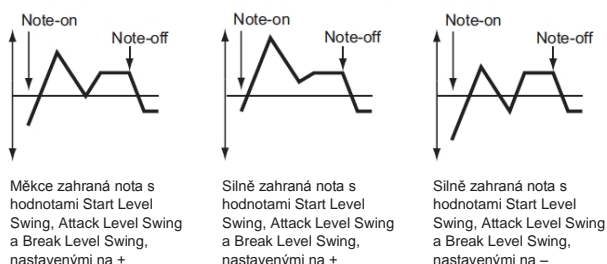 Note-on
Note-off
Note-on
Note-off
Note-on
Note-off
Měkce zahraná nota s
hodnotami Start Level
Swing, Attack Level Swing
a Break Level Swing,
nastavenými na +
Silně zahraná nota s
hodnotami Start Level
Swing, Attack Level Swing
a Break Level Swing,
nastavenými na +
Silně zahraná nota s
hodnotami Start Level
Swing, Attack Level Swing
a Break Level Swing,
nastavenými na –